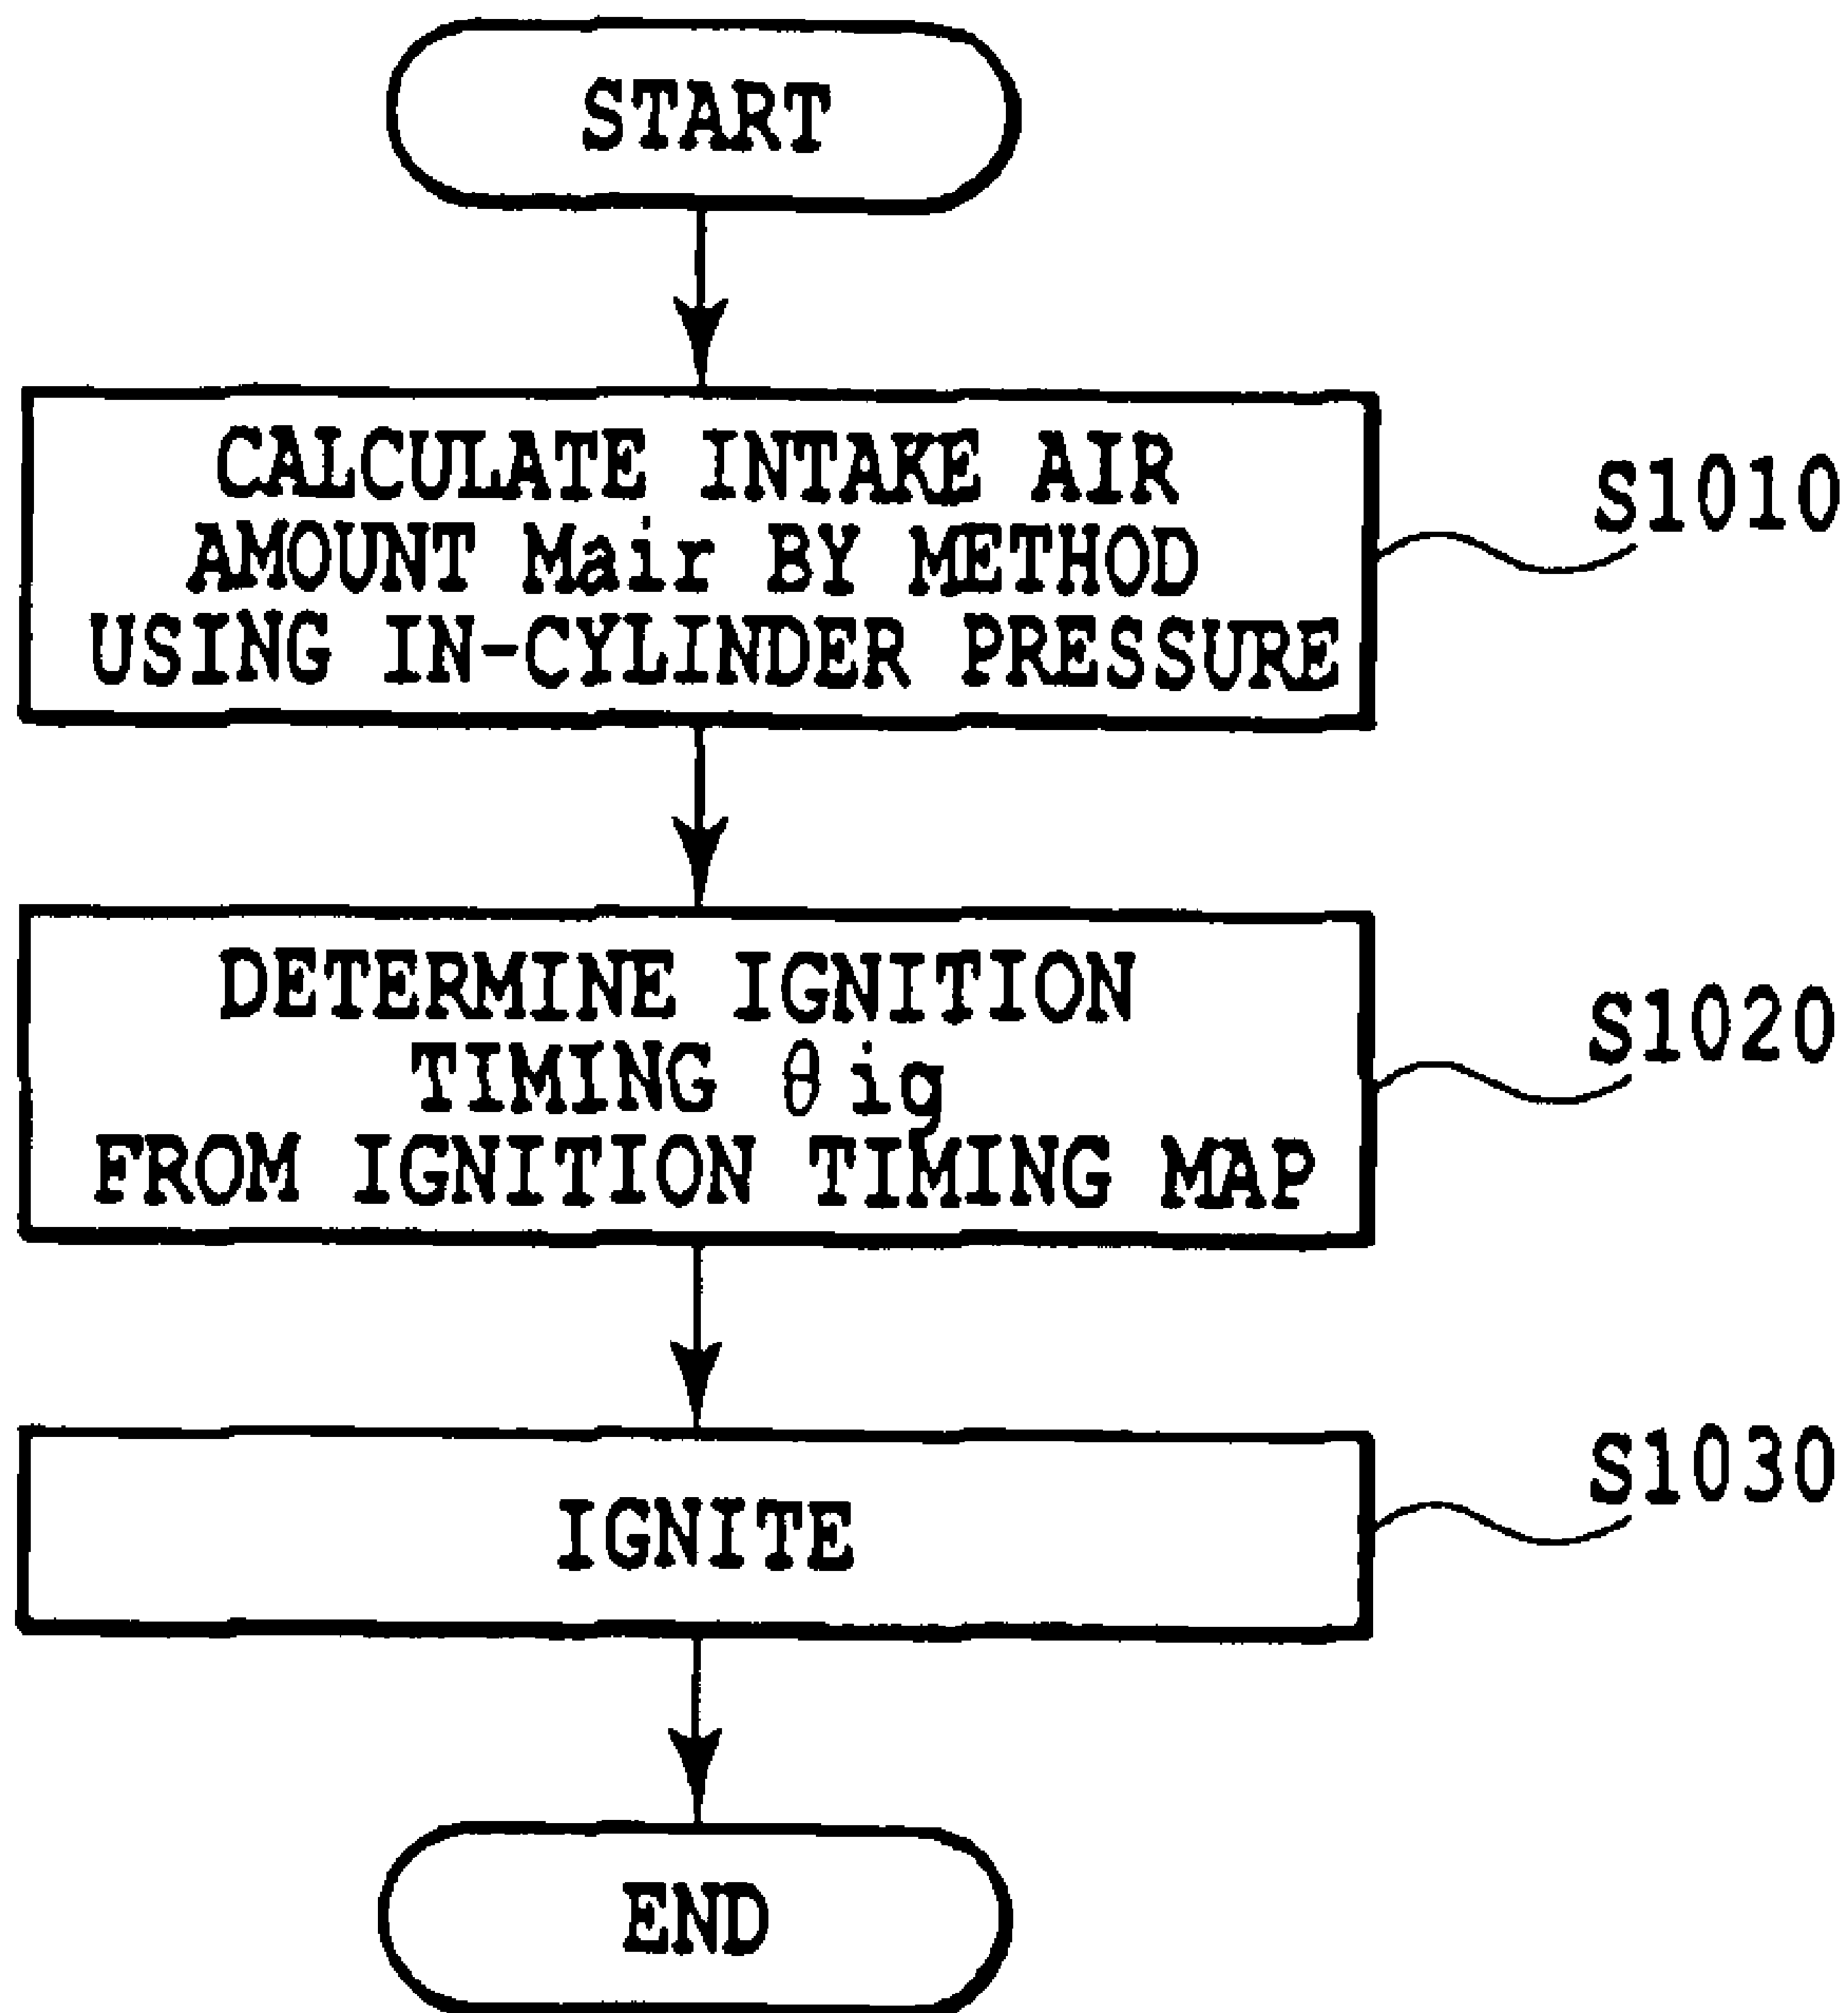 START
CALCULATE INTAKE AIR
AMOUNT Mair BY METHOD
USING IN-CYLINDER PRESSURE
S1010
DETERMINE IGNITION
TIMING θig
FROM IGNITION TIMING MAP
S1020
IGNITE
S1030
END